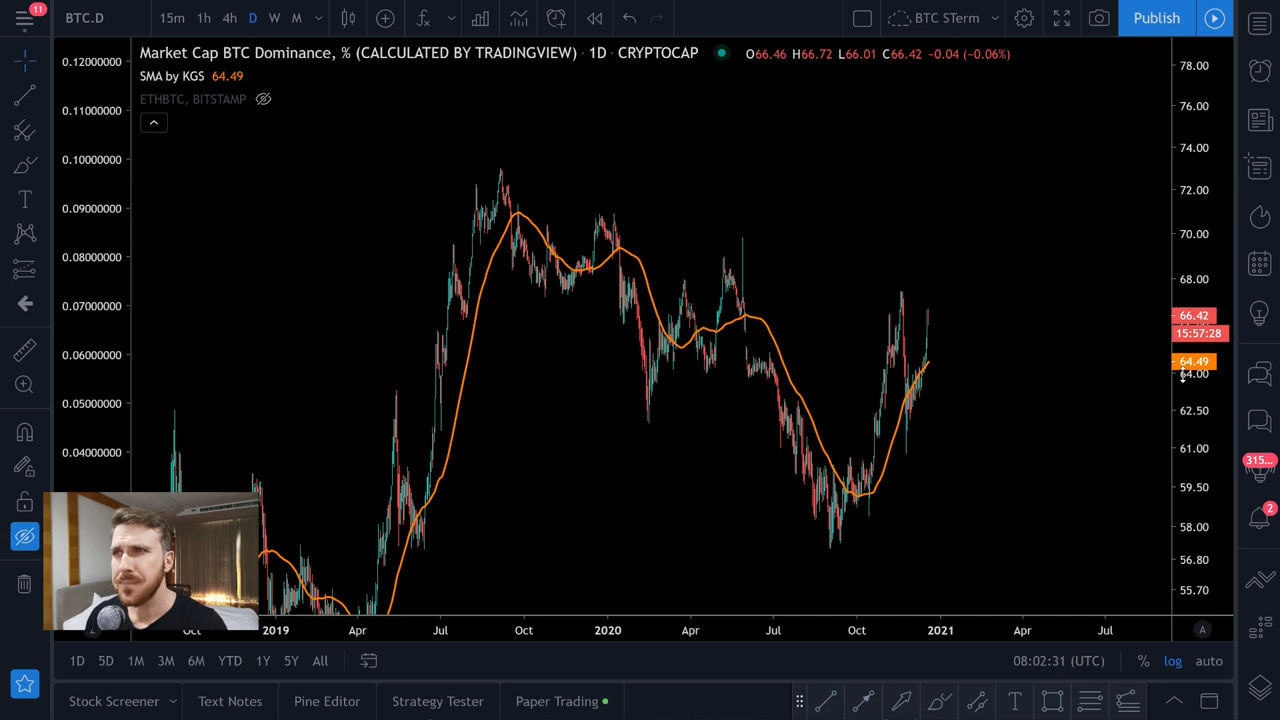 11
BTC.D
15m 1h 4h D W M
BTC STerm
Publish
Market Cap BTC Dominance, % (CALCULATED BY TRADINGVIEW) · 1D · CRYPTOCAP
O66.46 H66.72 L66.01 C66.42 -0.04 (-0.06%)
SMA by KGS 64.49
ETHBTC, BITSTAMP
0.12000000
0.11000000
0.10000000
0.09000000
0.08000000
0.07000000
0.06000000
0.05000000
0.04000000
78.00
76.00
74.00
72.00
70.00
68.00
66.42
15:57:28
64.49
64.00
62.50
61.00
59.50
58.00
56.80
55.70
315...
2
Oct 2019 Apr Jul Oct 2020 Apr Jul Oct 2021 Apr Jul
A
1D 5D 1M 3M 6M YTD 1Y 5Y All
08:02:31 (UTC) % log auto
Stock Screener Text Notes Pine Editor Strategy Tester Paper Trading